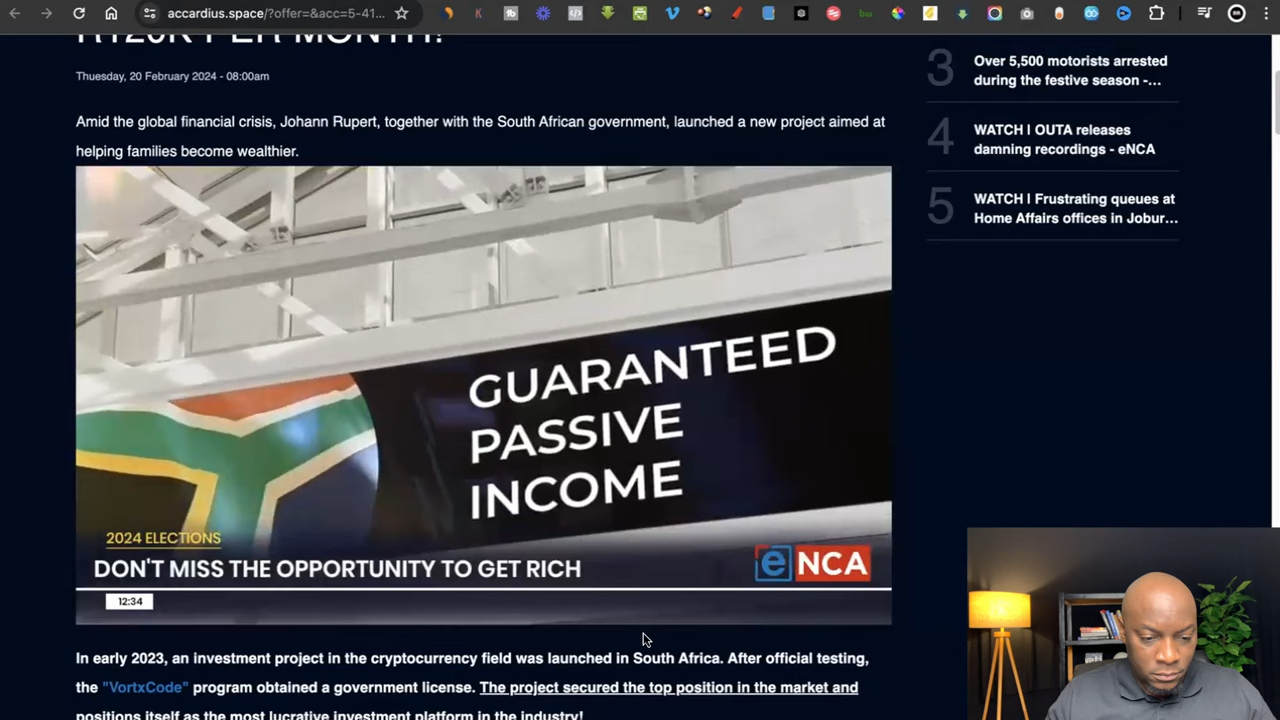 accardius.space/?offer=&acc=5-41...
R120K PER MONTH!
Thuesday, 20 February 2024 - 08:00am
Amid the global financial crisis, Johann Rupert, together with the South African government, launched a new project aimed at
helping families become wealthier.
GUARANTEED
PASSIVE
INCOME
2024 ELECTIONS
DON'T MISS THE OPPORTUNITY TO GET RICH
eNCA
12:34
In early 2023, an investment project in the cryptocurrency field was launched in South Africa. After official testing,
the "VortxCode" program obtained a government license. The project secured the top position in the market and
positions itself as the most lucrative investment platform in the industry!
3
Over 5,500 motorists arrested
during the festive season -...
4
WATCH | OUTA releases
damning recordings - eNCA
5
WATCH | Frustrating queues at
Home Affairs offices in Jobur...